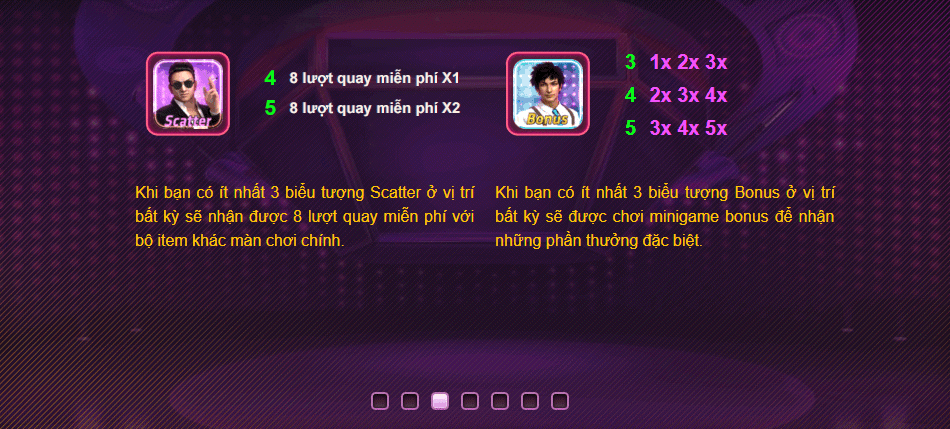 Scatter
4 8 lượt quay miễn phí X1
5 8 lượt quay miễn phí X2
Khi bạn có ít nhất 3 biểu tượng Scatter ở vị trí
bất kỳ sẽ nhận được 8 lượt quay miễn phí với
bộ item khác màn chơi chính.
Bonus
3 1x 2x 3x
4 2x 3x 4x
5 3x 4x 5x
Khi bạn có ít nhất 3 biểu tượng Bonus ở vị trí
bất kỳ sẽ được chơi minigame bonus để nhận
những phần thưởng đặc biệt.